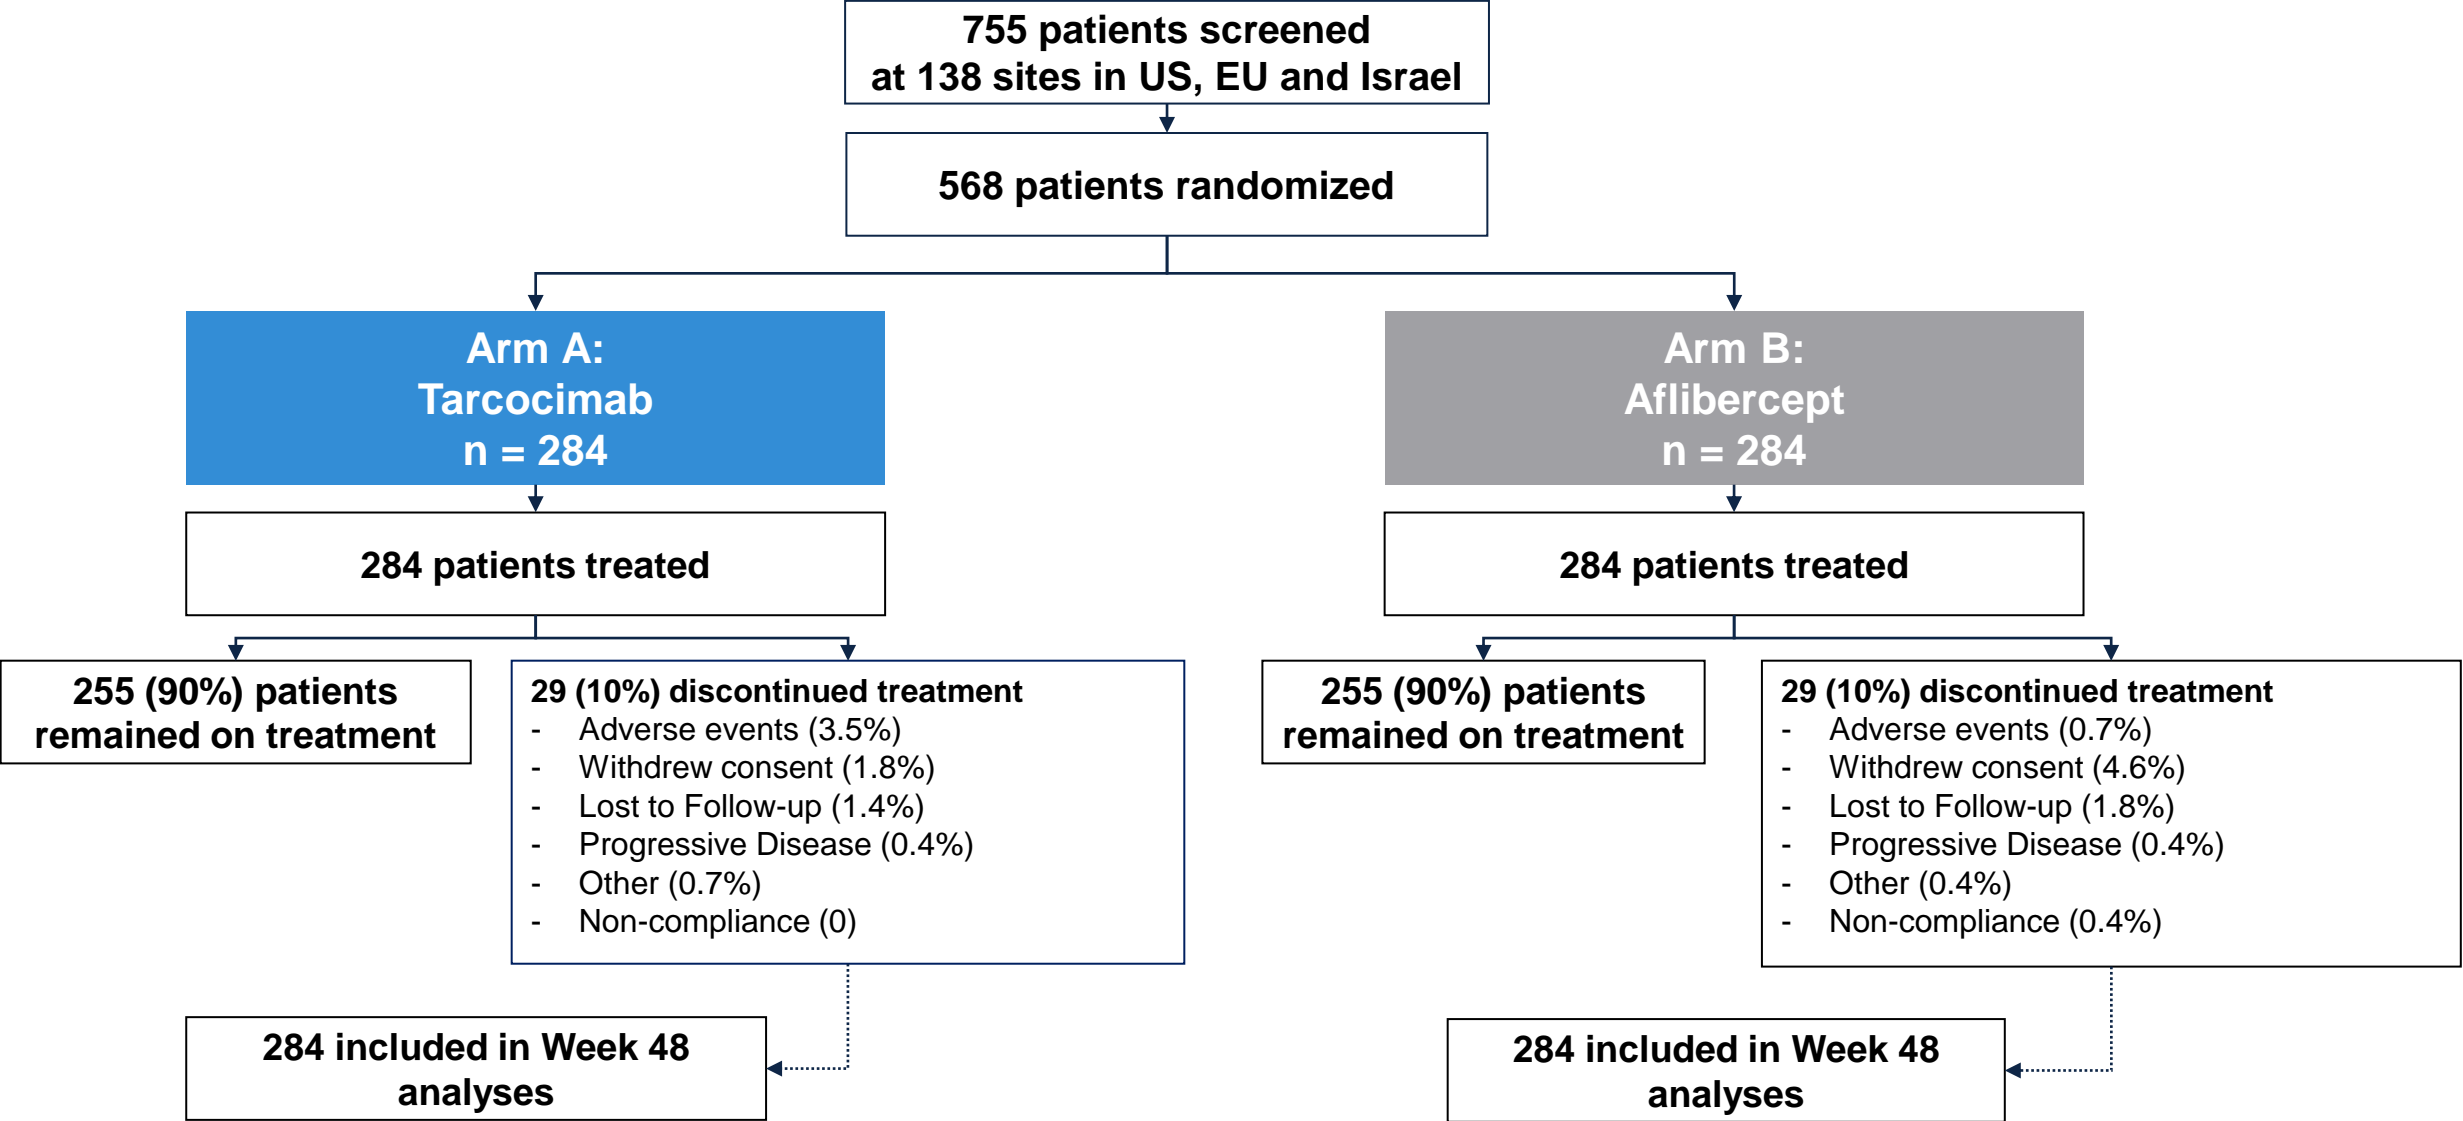 755 patients screened
at 138 sites in US, EU and Israel
568 patients randomized
Arm A:
Tarcocimab
n = 284
Arm B:
Aflibercept
n = 284
284 patients treated
284 patients treated
255 (90%) patients
remained on treatment
29 (10%) discontinued treatment
- Adverse events (3.5%)
- Withdrew consent (1.8%)
- Lost to Follow-up (1.4%)
- Progressive Disease (0.4%)
- Other (0.7%)
- Non-compliance (0)
255 (90%) patients
remained on treatment
29 (10%) discontinued treatment
- Adverse events (0.7%)
- Withdrew consent (4.6%)
- Lost to Follow-up (1.8%)
- Progressive Disease (0.4%)
- Other (0.4%)
- Non-compliance (0.4%)
284 included in Week 48
analyses
284 included in Week 48
analyses